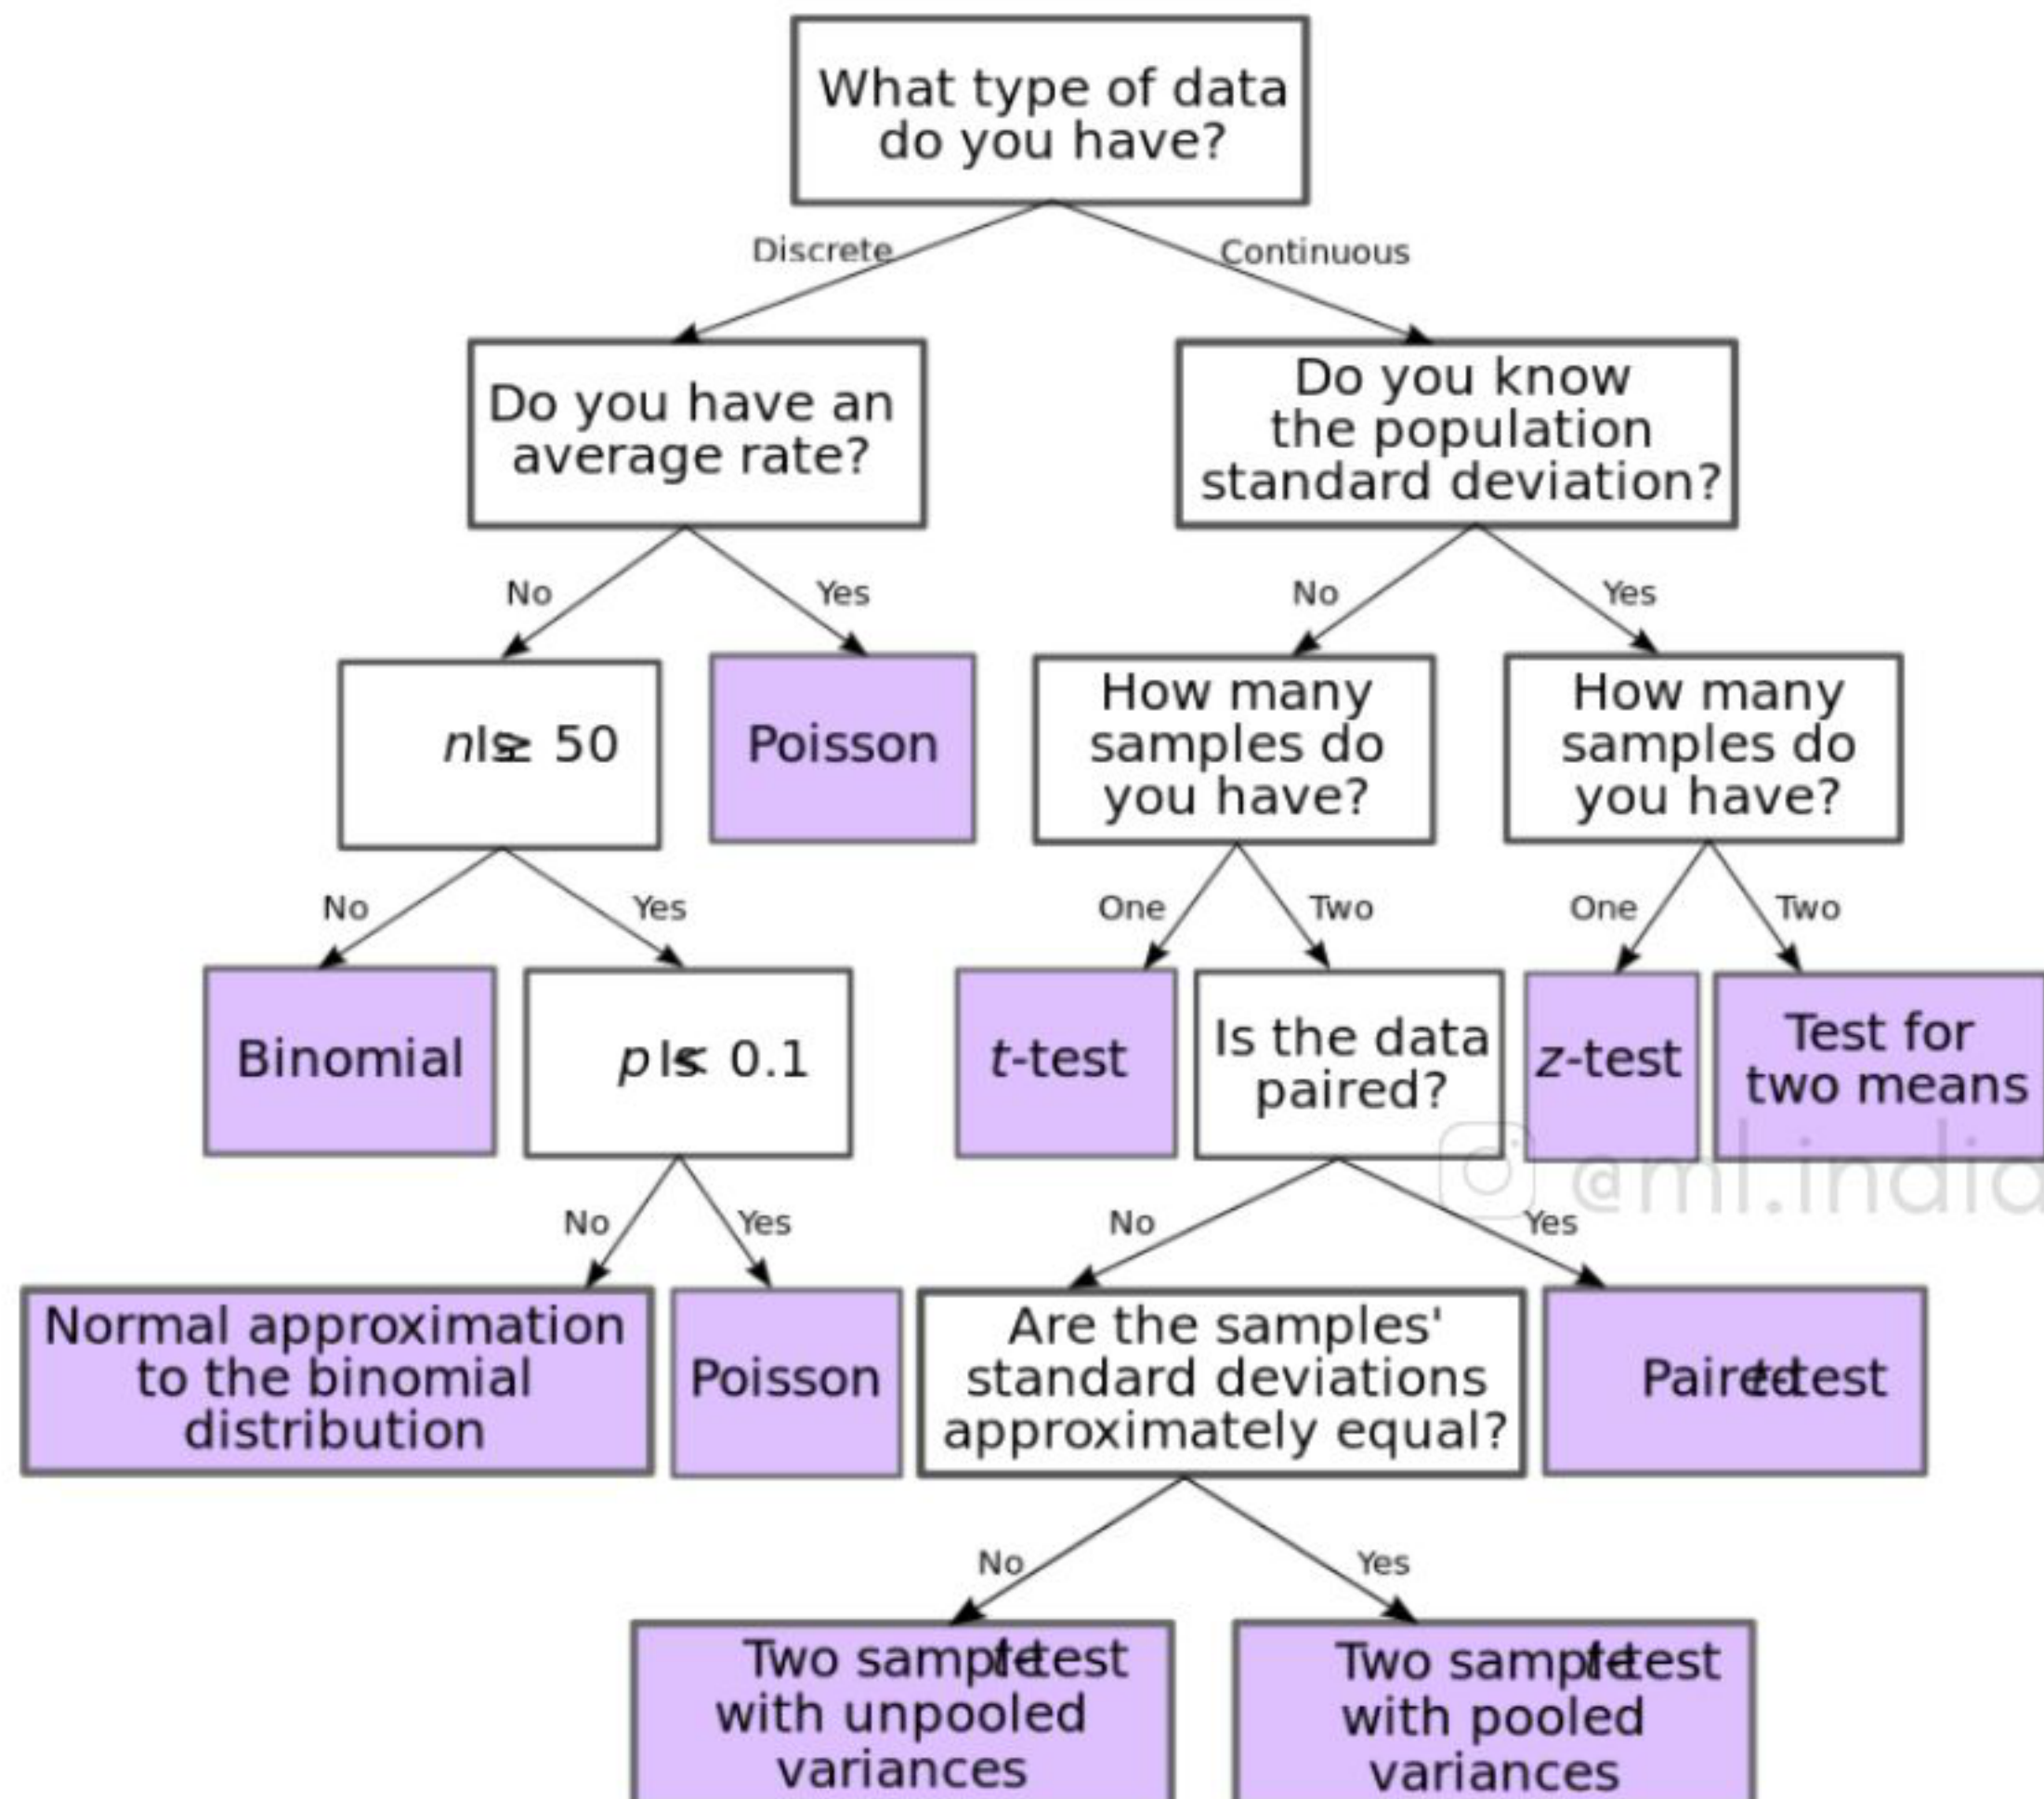 What type of data
do you have?
Discrete
Continuous
Do you have an
average rate?
Do you know
the population
standard deviation?
No
Yes
No
Yes
nIs≥ 50
Poisson
How many
samples do
you have?
How many
samples do
you have?
No
Yes
One
Two
One
Two
Binomial
p Is< 0.1
t-test
Is the data
paired?
z-test
Test for
two means
@ml.india
No
Yes
No
Yes
Normal approximation
to the binomial
distribution
Poisson
Are the samples'
standard deviations
approximately equal?
Paired t-test
No
Yes
Two sample t-test
with unpooled
variances
Two sample t-test
with pooled
variances